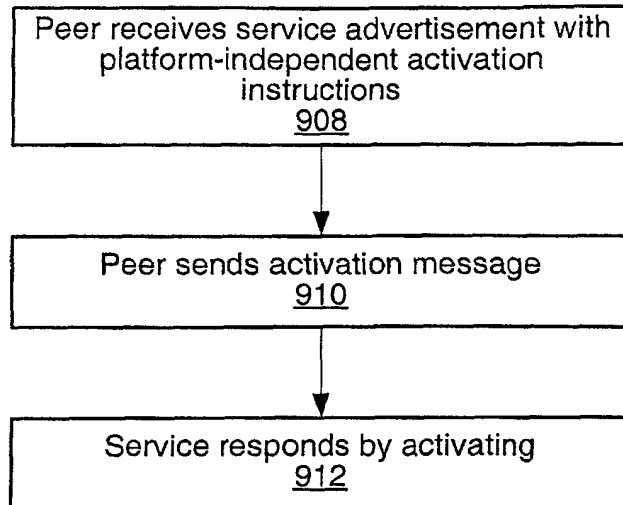 Peer receives service advertisement with
platform-independent activation
instructions
908
Peer sends activation message
910
Service responds by activating
912